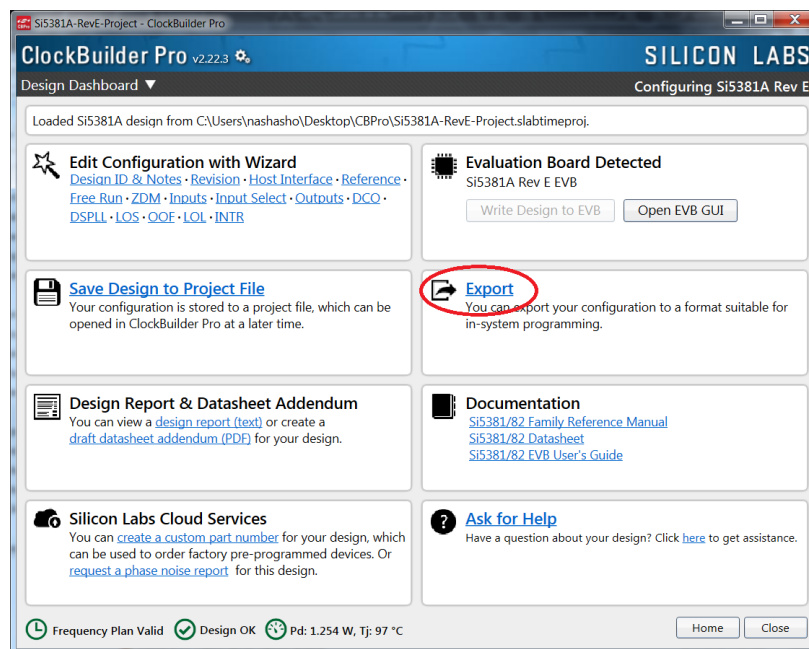 Si5381A-RevE-Project - ClockBuilder Pro
ClockBuilder Pro v2.22.3
SILICON LABS
Design Dashboard ▼
Configuring Si5381A Rev E
Loaded Si5381A design from C:\Users\nashasho\Desktop\CBPro\Si5381A-RevE-Project.slabtimeproj.
Edit Configuration with Wizard
Design ID & Notes · Revision · Host Interface · Reference ·
Free Run · ZDM · Inputs · Input Select · Outputs · DCO ·
DSPLL · LOS · OOF · LOL · INTR
Evaluation Board Detected
Si5381A Rev E EVB
Write Design to EVB
Open EVB GUI
Save Design to Project File
Your configuration is stored to a project file, which can be
opened in ClockBuilder Pro at a later time.
Export
You can export your configuration to a format suitable for
in-system programming.
Design Report & Datasheet Addendum
You can view a design report (text) or create a
draft datasheet addendum (PDF) for your design.
Documentation
Si5381/82 Family Reference Manual
Si5381/82 Datasheet
Si5381/82 EVB User's Guide
Silicon Labs Cloud Services
You can create a custom part number for your design, which
can be used to order factory pre-programmed devices. Or
request a phase noise report for this design.
Ask for Help
Have a question about your design? Click here to get assistance.
Frequency Plan Valid
Design OK
Pd: 1.254 W, Tj: 97 °C
Home
Close